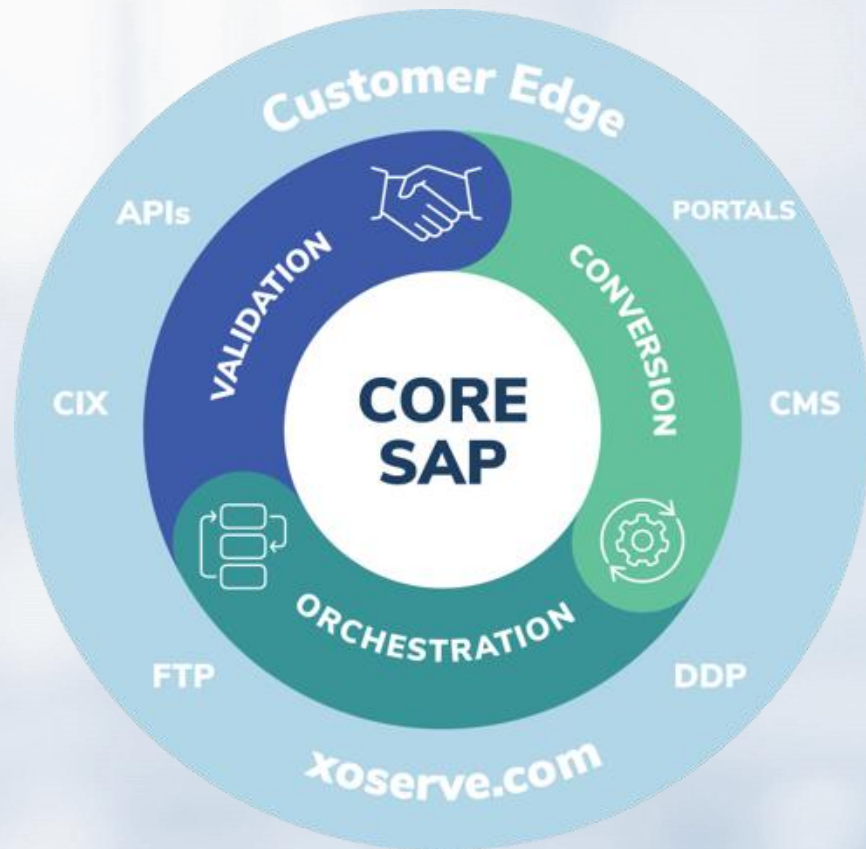 Customer Edge
APIs
PORTALS
VALIDATION
CONVERSION
CIX
CORE
SAP
CMS
ORCHESTRATION
FTP
DDP
xoserve.com